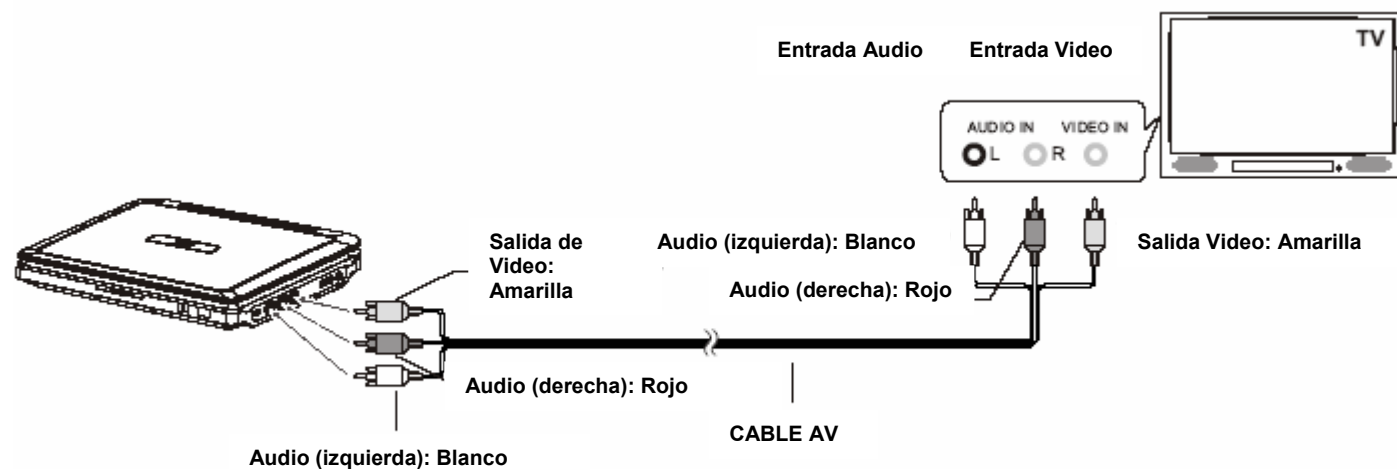 TV
Entrada Audio Entrada Video
AUDIO IN VIDEO IN
L R
Salida de
Video:
Amarilla
Audio (izquierda): Blanco
Salida Video: Amarilla
Audio (derecha): Rojo
Audio (derecha): Rojo
CABLE AV
Audio (izquierda): Blanco